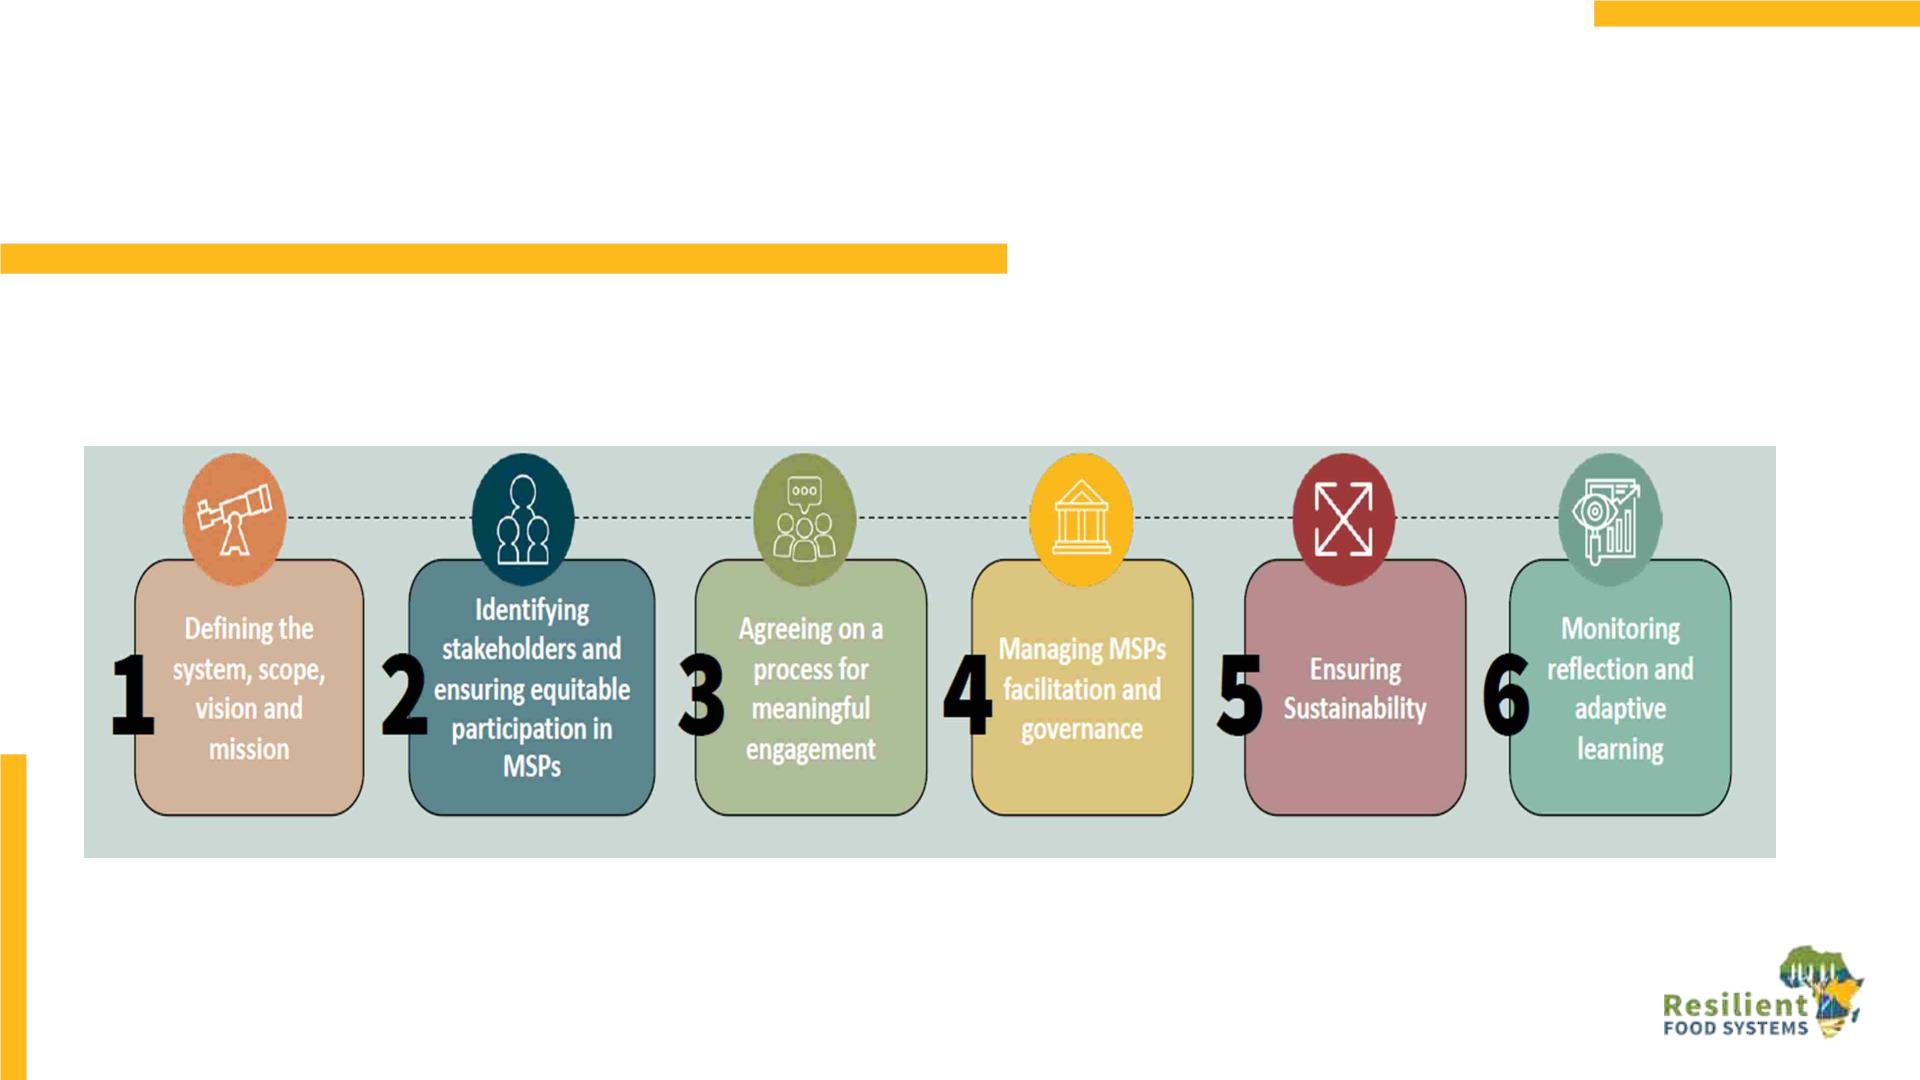 1
Defining the
system, scope,
vision and
mission
2
Identifying
stakeholders and
ensuring equitable
participation in
MSPs
3
Agreeing on a
process for
meaningful
engagement
4
Managing MSPs
facilitation and
governance
5
Ensuring
Sustainability
6
Monitoring
reflection and
adaptive
learning
Resilient
FOOD SYSTEMS